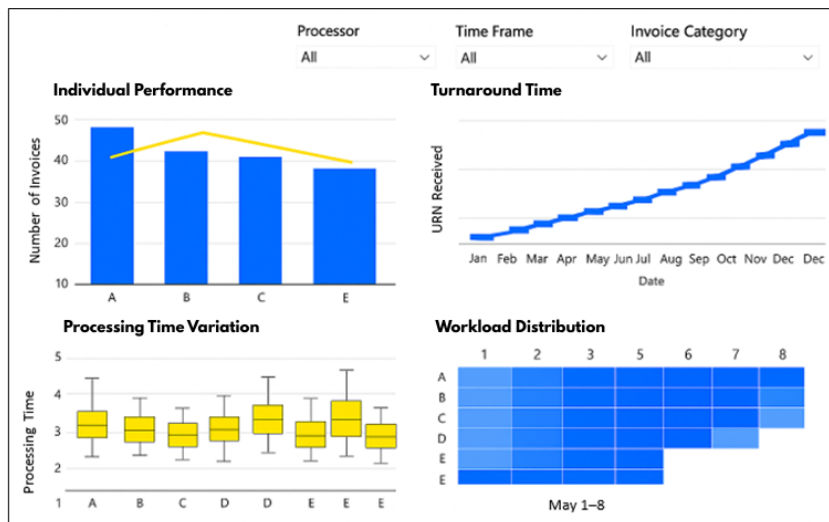 Processor Time Frame Invoice Category
All All All
Individual Performance
Number of Invoices
50
40
30
20
10
A B C E
Turnaround Time
URN Received
Jan Feb Mar Apr May Jun Jul Aug Sep Oct Nov Dec Dec
Date
Processing Time Variation
Processing Time
5
4
3
2
1 A B C D D E E E
Workload Distribution
1 2 3 5 6 7 8
A
B
C
D
E
E
May 1–8